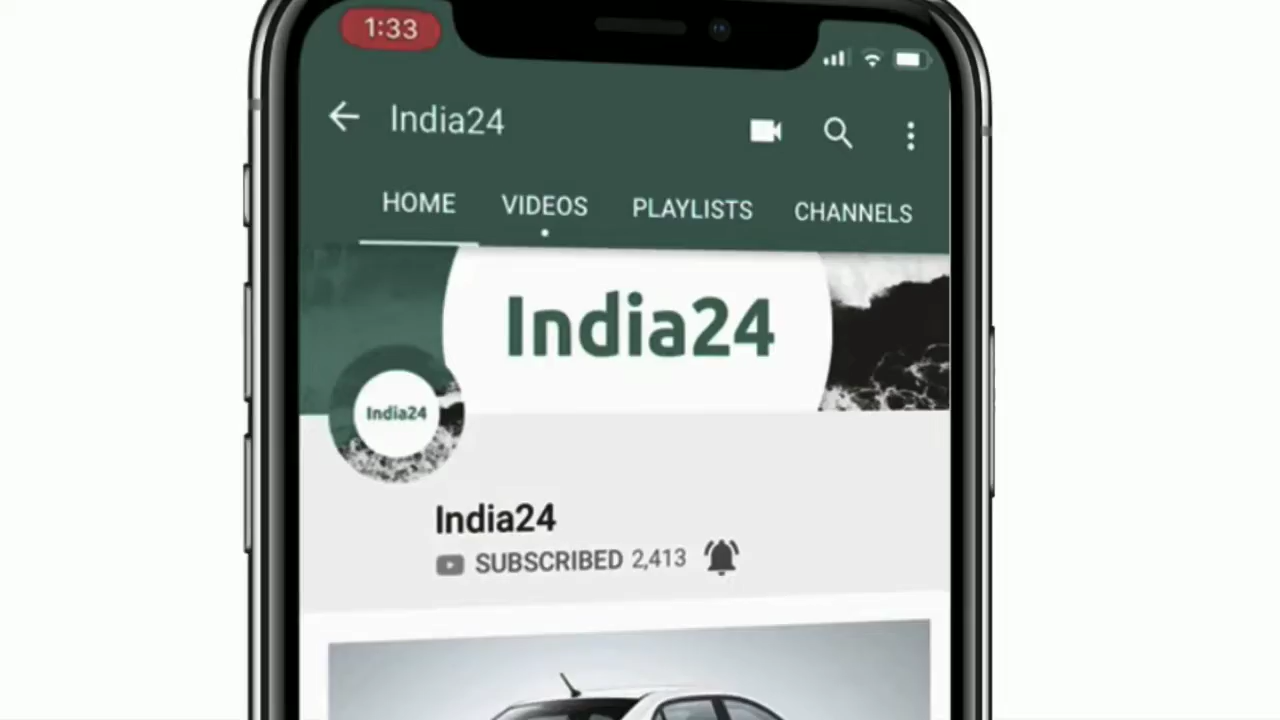 1:33
India24
HOME VIDEOS PLAYLISTS CHANNELS
India24
India24
India24
SUBSCRIBED 2,413